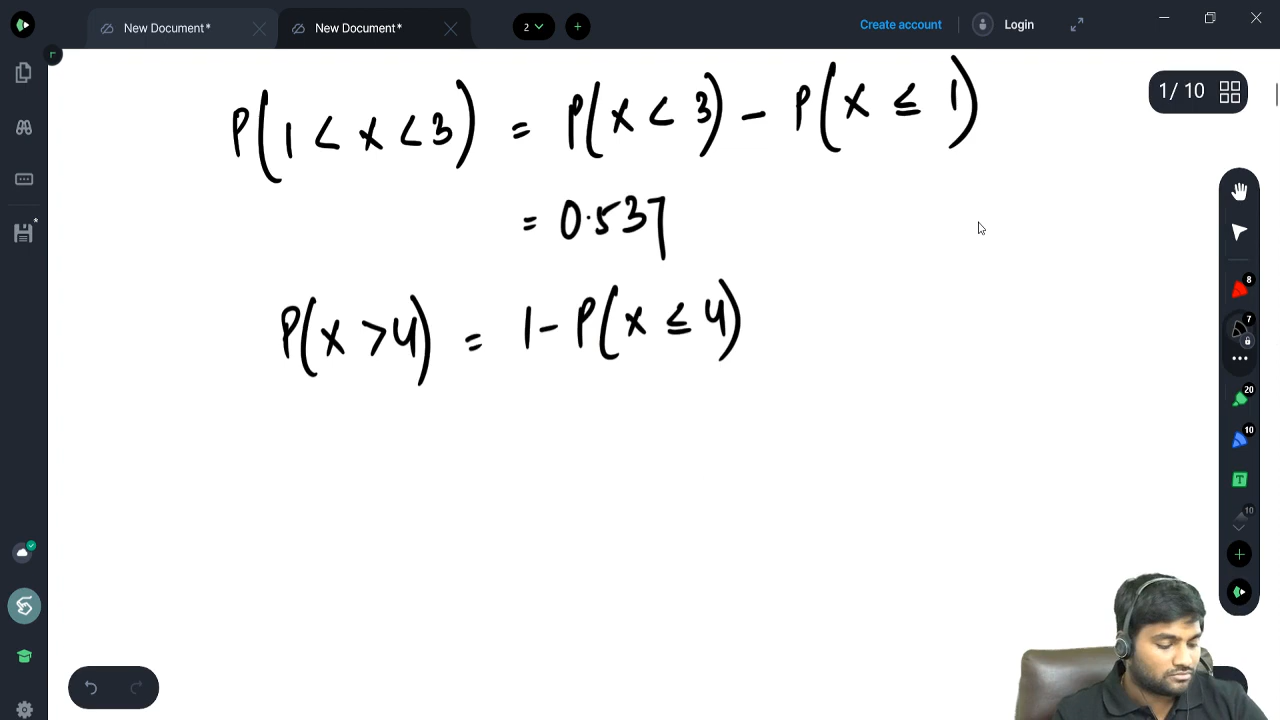 New Document*
New Document*
2
Create account
Login
1/ 10
P(1 < x < 3) = P(x < 3) - P(x ≤ 1)
= 0.537
P(x > 4) = 1 - P(x ≤ 4)
8
7
20
10
T
10